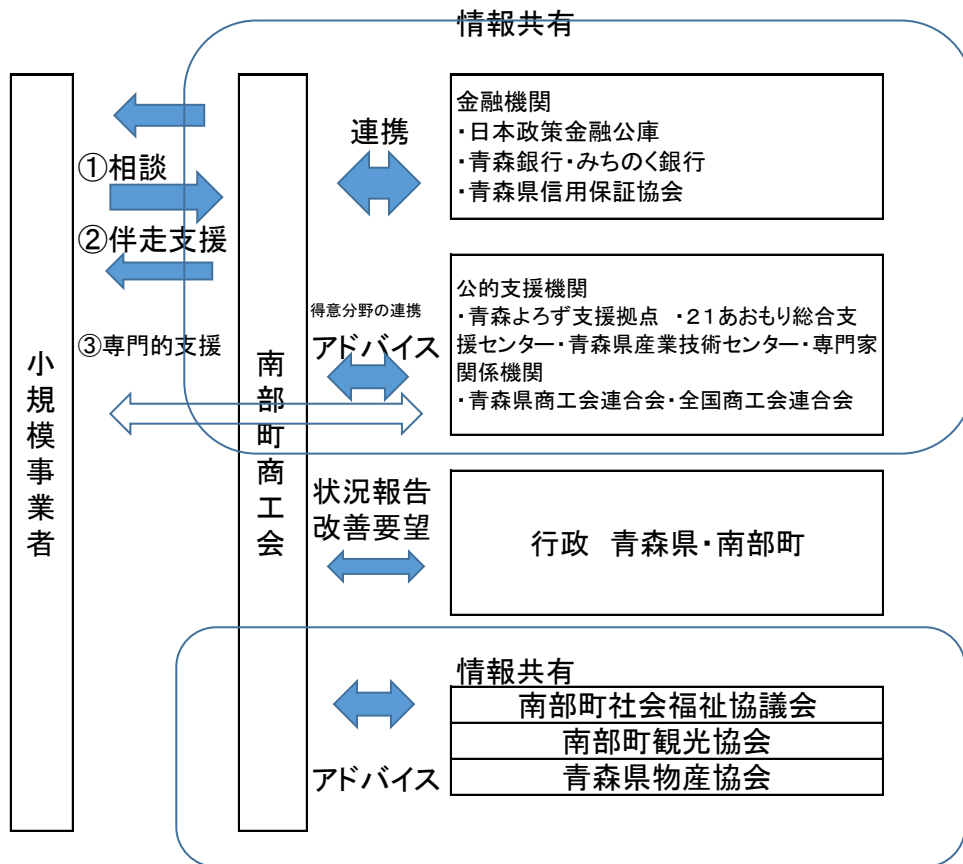 情報共有
小規模事業者
①相談
②伴走支援
③専門的支援
南部町商工会
連携
金融機関
・日本政策金融公庫
・青森銀行・みちのく銀行
・青森県信用保証協会
得意分野の連携
アドバイス
公的支援機関
・青森よろず支援拠点 ・21あおもり総合支
援センター・青森県産業技術センター・専門家
関係機関
・青森県商工会連合会・全国商工会連合会
状況報告
改善要望
行政 青森県・南部町
情報共有
南部町社会福祉協議会
南部町観光協会
青森県物産協会
アドバイス